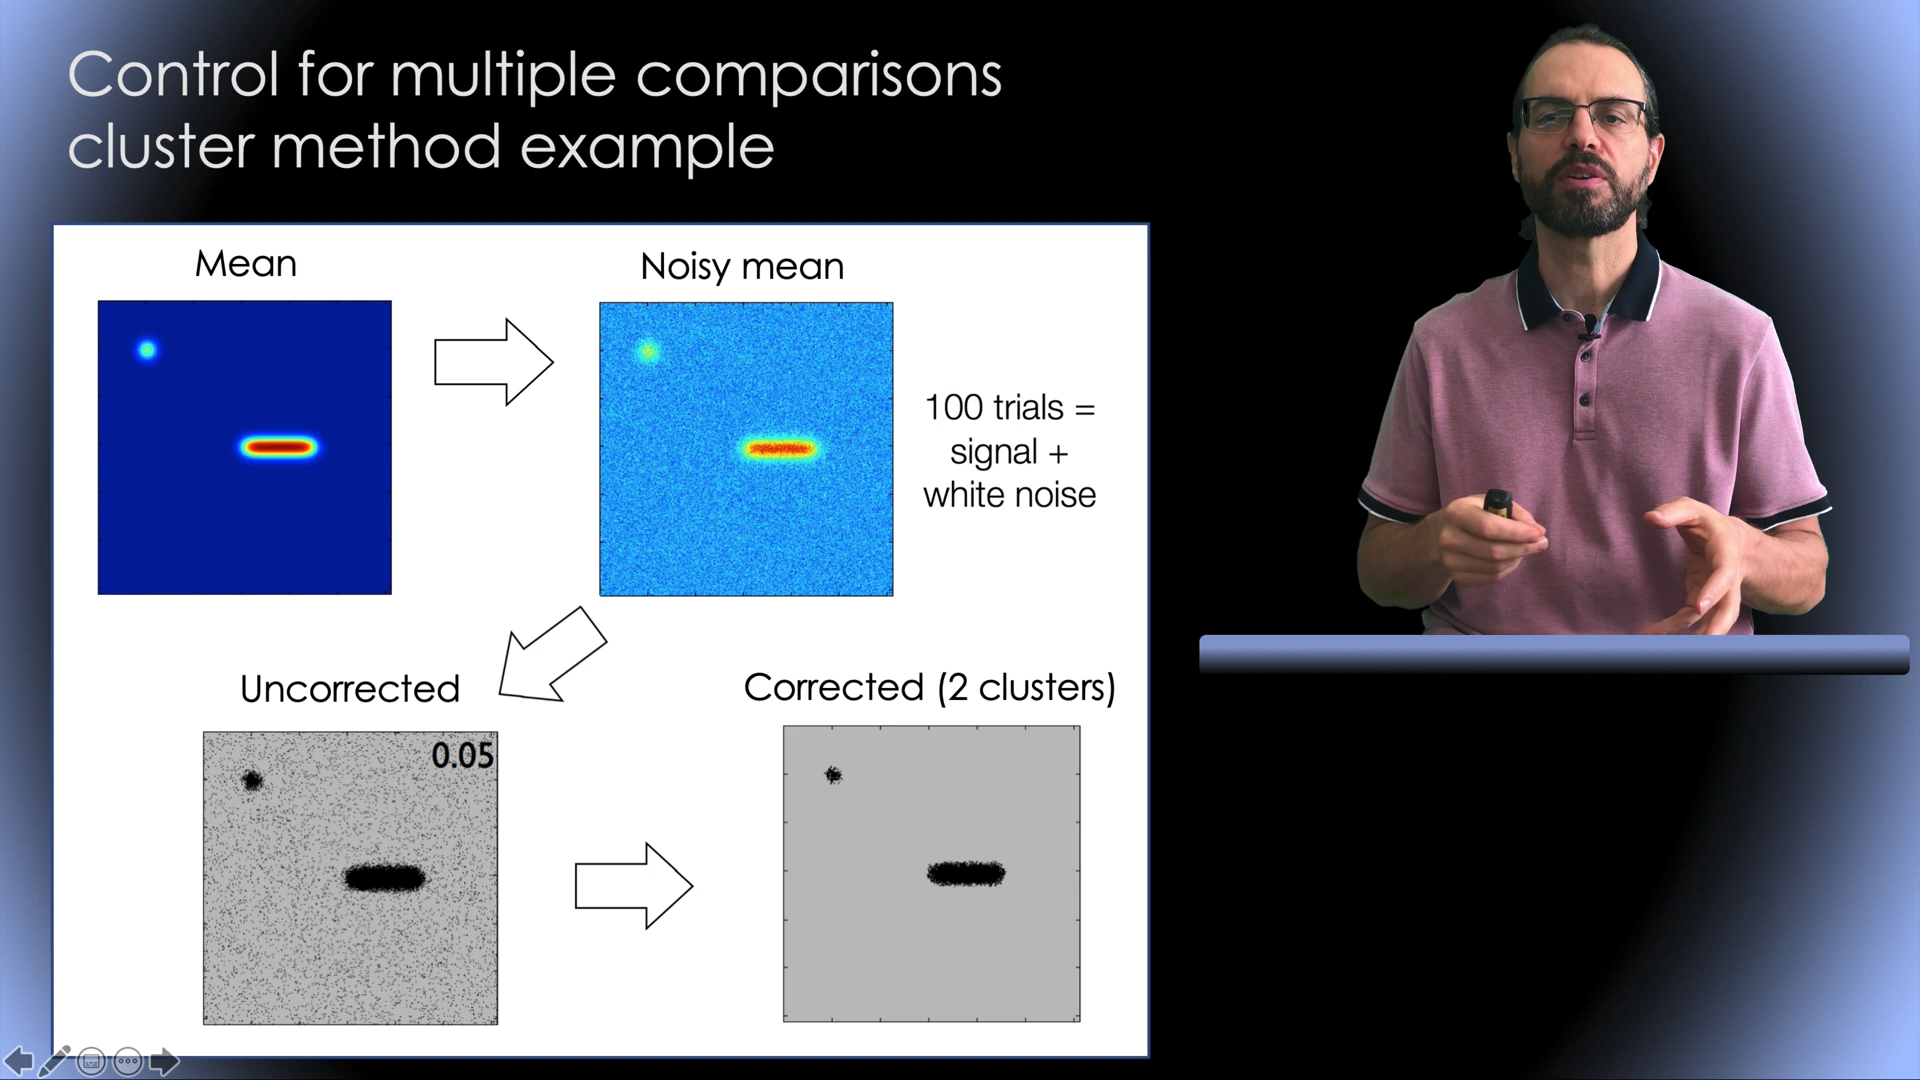 Control for multiple comparisons
cluster method example
Mean
Noisy mean
100 trials =
signal +
white noise
Uncorrected
0.05
Corrected (2 clusters)